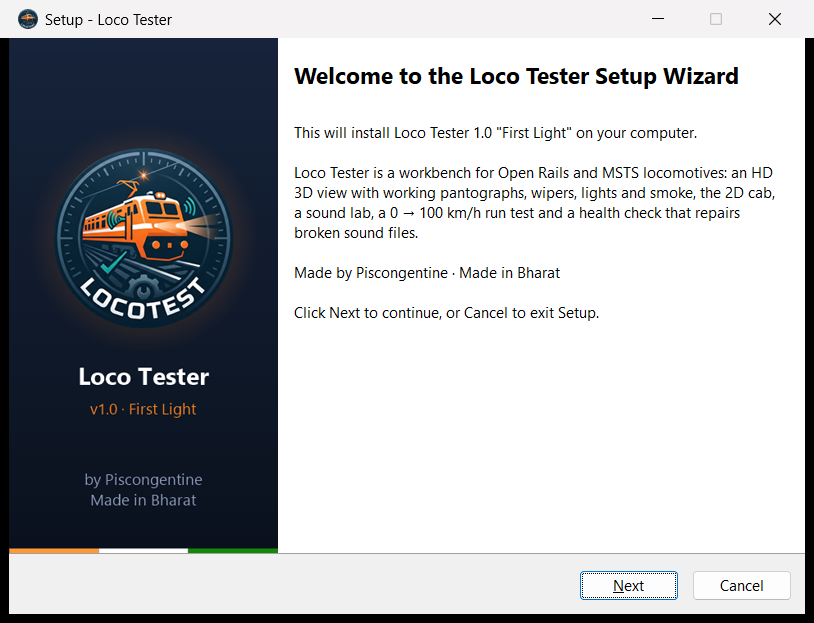 Setup - Loco Tester
LOCOTEST
Loco Tester
v1.0 · First Light
by Piscongentine
Made in Bharat
Welcome to the Loco Tester Setup Wizard
This will install Loco Tester 1.0 "First Light" on your computer.
Loco Tester is a workbench for Open Rails and MSTS locomotives: an HD
3D view with working pantographs, wipers, lights and smoke, the 2D cab,
a sound lab, a 0 → 100 km/h run test and a health check that repairs
broken sound files.
Made by Piscongentine · Made in Bharat
Click Next to continue, or Cancel to exit Setup.
Next
Cancel